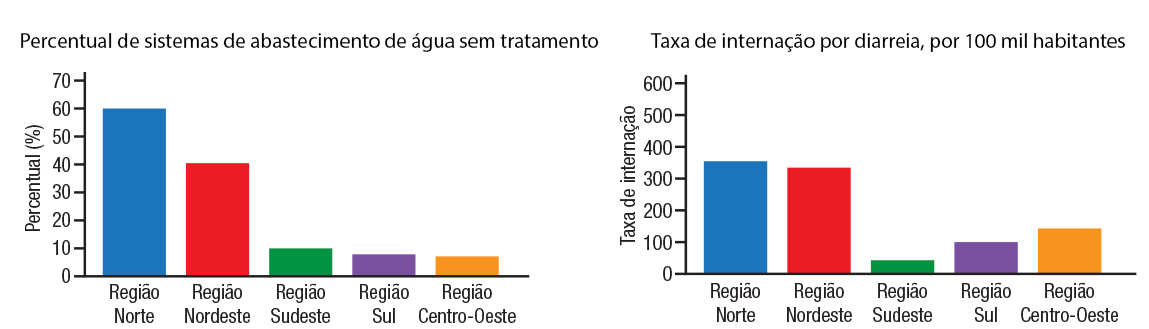 Percentual de sistemas de abastecimento de água sem tratamento
Percentual (%)
70
60
50
40
30
20
10
0
Região Norte
Região Nordeste
Região Sudeste
Região Sul
Região Centro-Oeste
Taxa de internação por diarreia, por 100 mil habitantes
Taxa de internação
600
500
400
300
200
100
0
Região Norte
Região Nordeste
Região Sudeste
Região Sul
Região Centro-Oeste